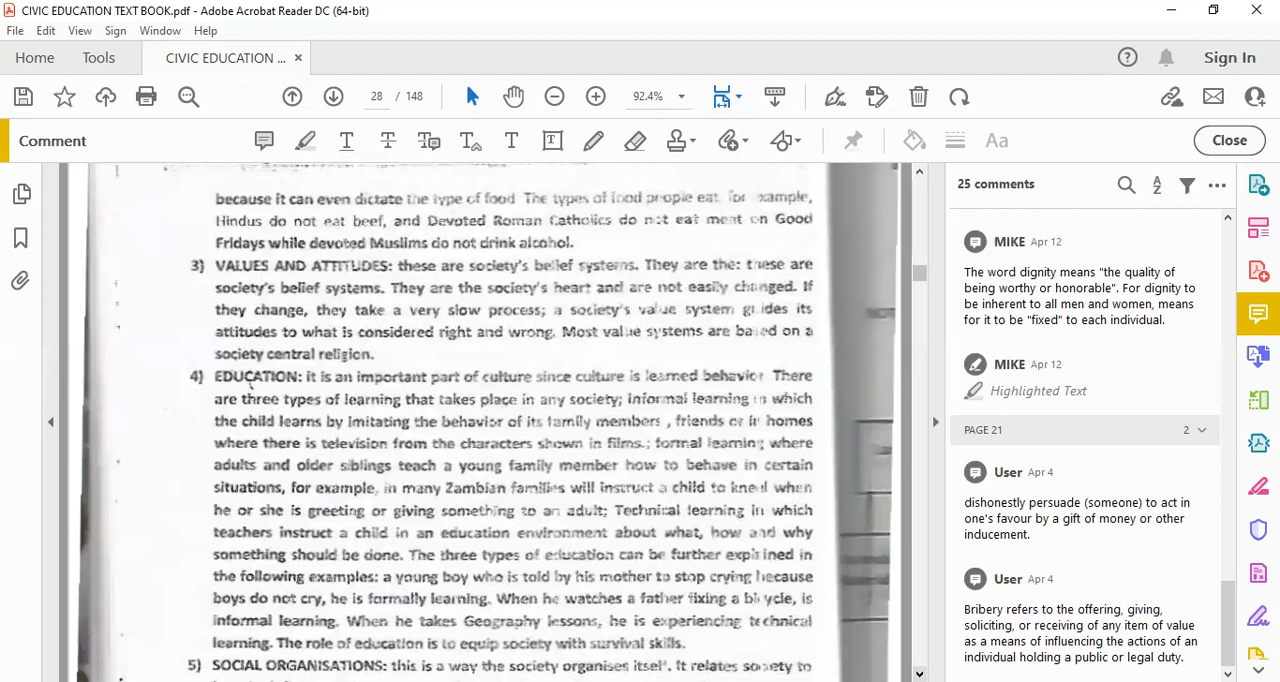 CIVIC EDUCATION TEXT BOOK.pdf - Adobe Acrobat Reader DC (64-bit)
File Edit View Sign Window Help
Home Tools CIVIC EDUCATION ... × Sign In
28 / 148 92.4%
Comment Close
because it can even dictate the type of food The types of food people eat, for example,
Hindus do not eat beef, and Devoted Roman Catholics do not eat meat on Good
Fridays while devoted Muslims do not drink alcohol.
3) VALUES AND ATTITUDES: these are society's belief systems. They are the: these are
society's belief systems. They are the society's heart and are not easily changed. If
they change, they take a very slow process; a society's value system guides its
attitudes to what is considered right and wrong. Most value systems are based on a
society central religion.
4) EDUCATION: it is an important part of culture since culture is learned behavior There
are three types of learning that takes place in any society; informal learning in which
the child learns by imitating the behavior of its family members , friends or in homes
where there is television from the characters shown in films.; formal learning where
adults and older siblings teach a young family member how to behave in certain
situations, for example, in many Zambian families will instruct a child to kneel when
he or she is greeting or giving something to an adult; Technical learning in which
teachers instruct a child in an education environment about what, how and why
something should be done. The three types of education can be further explained in
the following examples: a young boy who is told by his mother to stop crying because
boys do not cry, he is formally learning. When he watches a father fixing a bicycle, is
informal learning. When he takes Geography lessons, he is experiencing technical
learning. The role of education is to equip society with survival skills.
5) SOCIAL ORGANISATIONS: this is a way the society organises itself. It relates society to
25 comments
MIKE Apr 12
The word dignity means "the quality of
being worthy or honorable". For dignity to
be inherent to all men and women, means
for it to be "fixed" to each individual.
MIKE Apr 12
Highlighted Text
PAGE 21 2
User Apr 4
dishonestly persuade (someone) to act in
one's favour by a gift of money or other
inducement.
User Apr 4
Bribery refers to the offering, giving,
soliciting, or receiving of any item of value
as a means of influencing the actions of an
individual holding a public or legal duty.